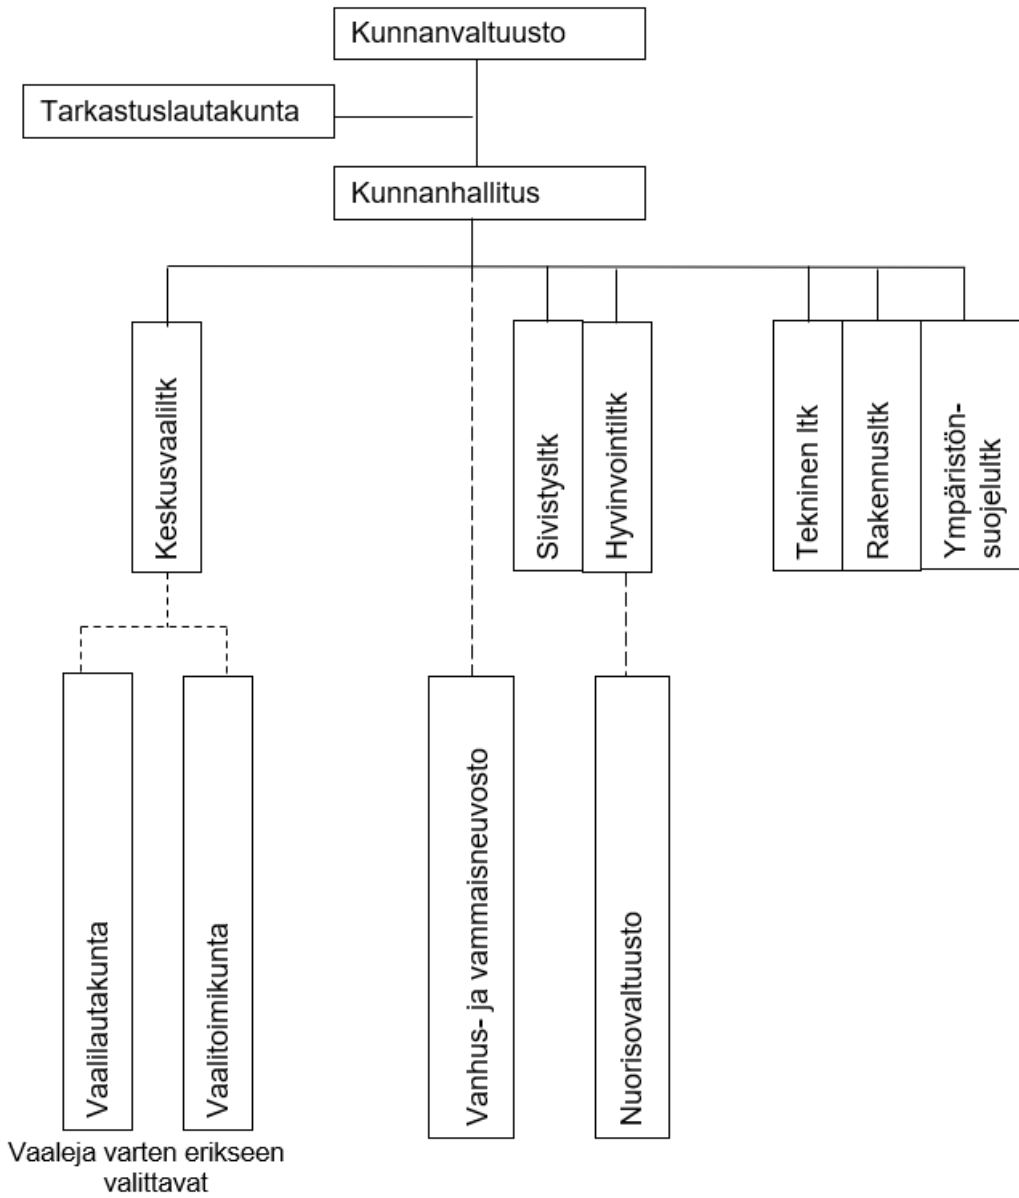 Kunnanvaltuusto
Tarkastuslautakunta
Kunnanhallitus
Keskusvaaliltk
Sivistysltk
Hyvinvointiltk
Tekninen ltk
Rakennusltk
Ympäristön-
suojelultk
Vaalilautakunta
Vaalitoimikunta
Vanhus- ja vammaisneuvosto
Nuorisovaltuusto
Vaaleja varten erikseen
valittavat